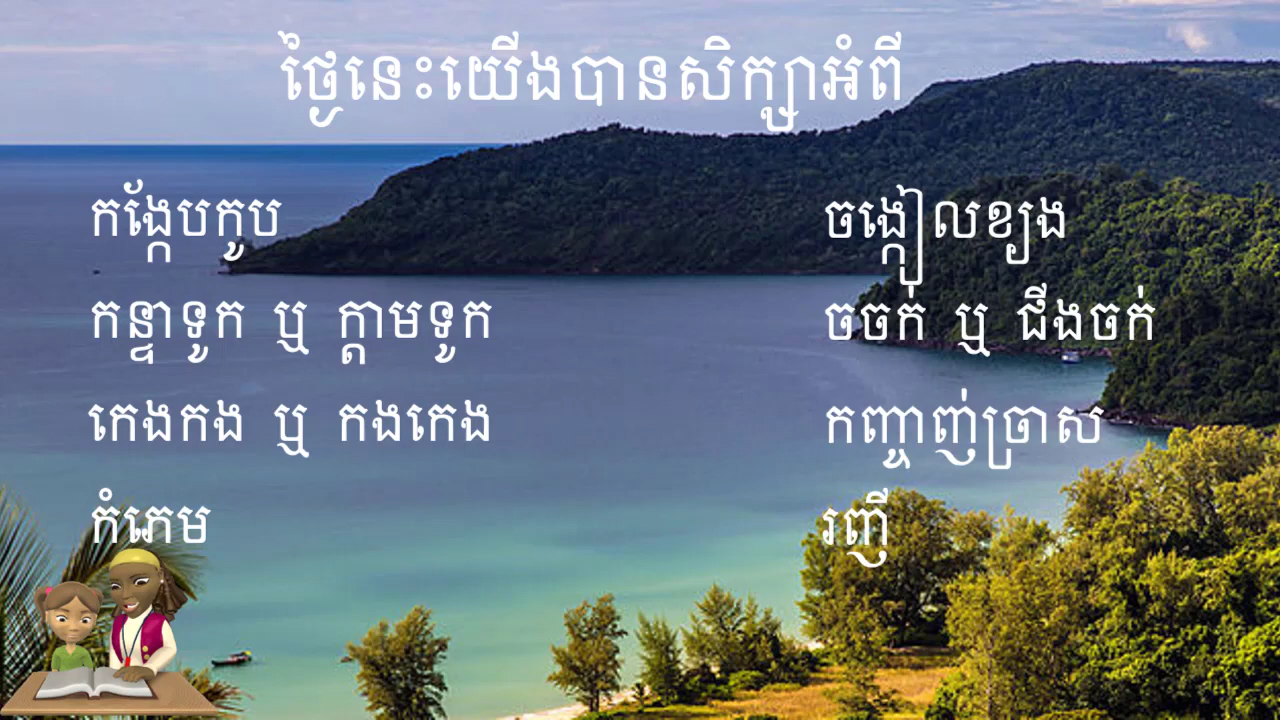 ថ្ងៃនេះយើងបានសិក្សាអំពី
កង្កែបកូប
កន្ទាទូក ឬ ក្តាមទូក
កេងកង ឬ កងកេង
កំភេម
ចង្កៀលខ្យង
ចចក់ ឬ ជីងចក់
កញ្ចាញ់ច្រាស
រញី